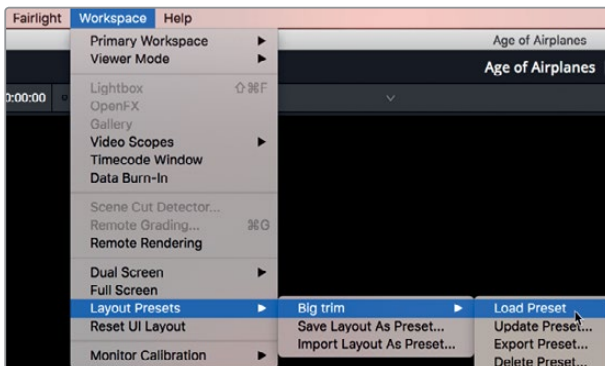 Fairlight Workspace Help
Primary Workspace
Viewer Mode
Age of Airplanes
Age of Airplanes
0:00:00
Lightbox ⇧⌘F
OpenFX
Gallery
Video Scopes
Timecode Window
Data Burn-In
Scene Cut Detector...
Remote Grading... ⌘G
Remote Rendering
Dual Screen
Full Screen
Layout Presets
Reset UI Layout
Monitor Calibration
Big trim
Save Layout As Preset...
Import Layout As Preset...
Load Preset
Update Preset...
Export Preset...
Delete Preset...